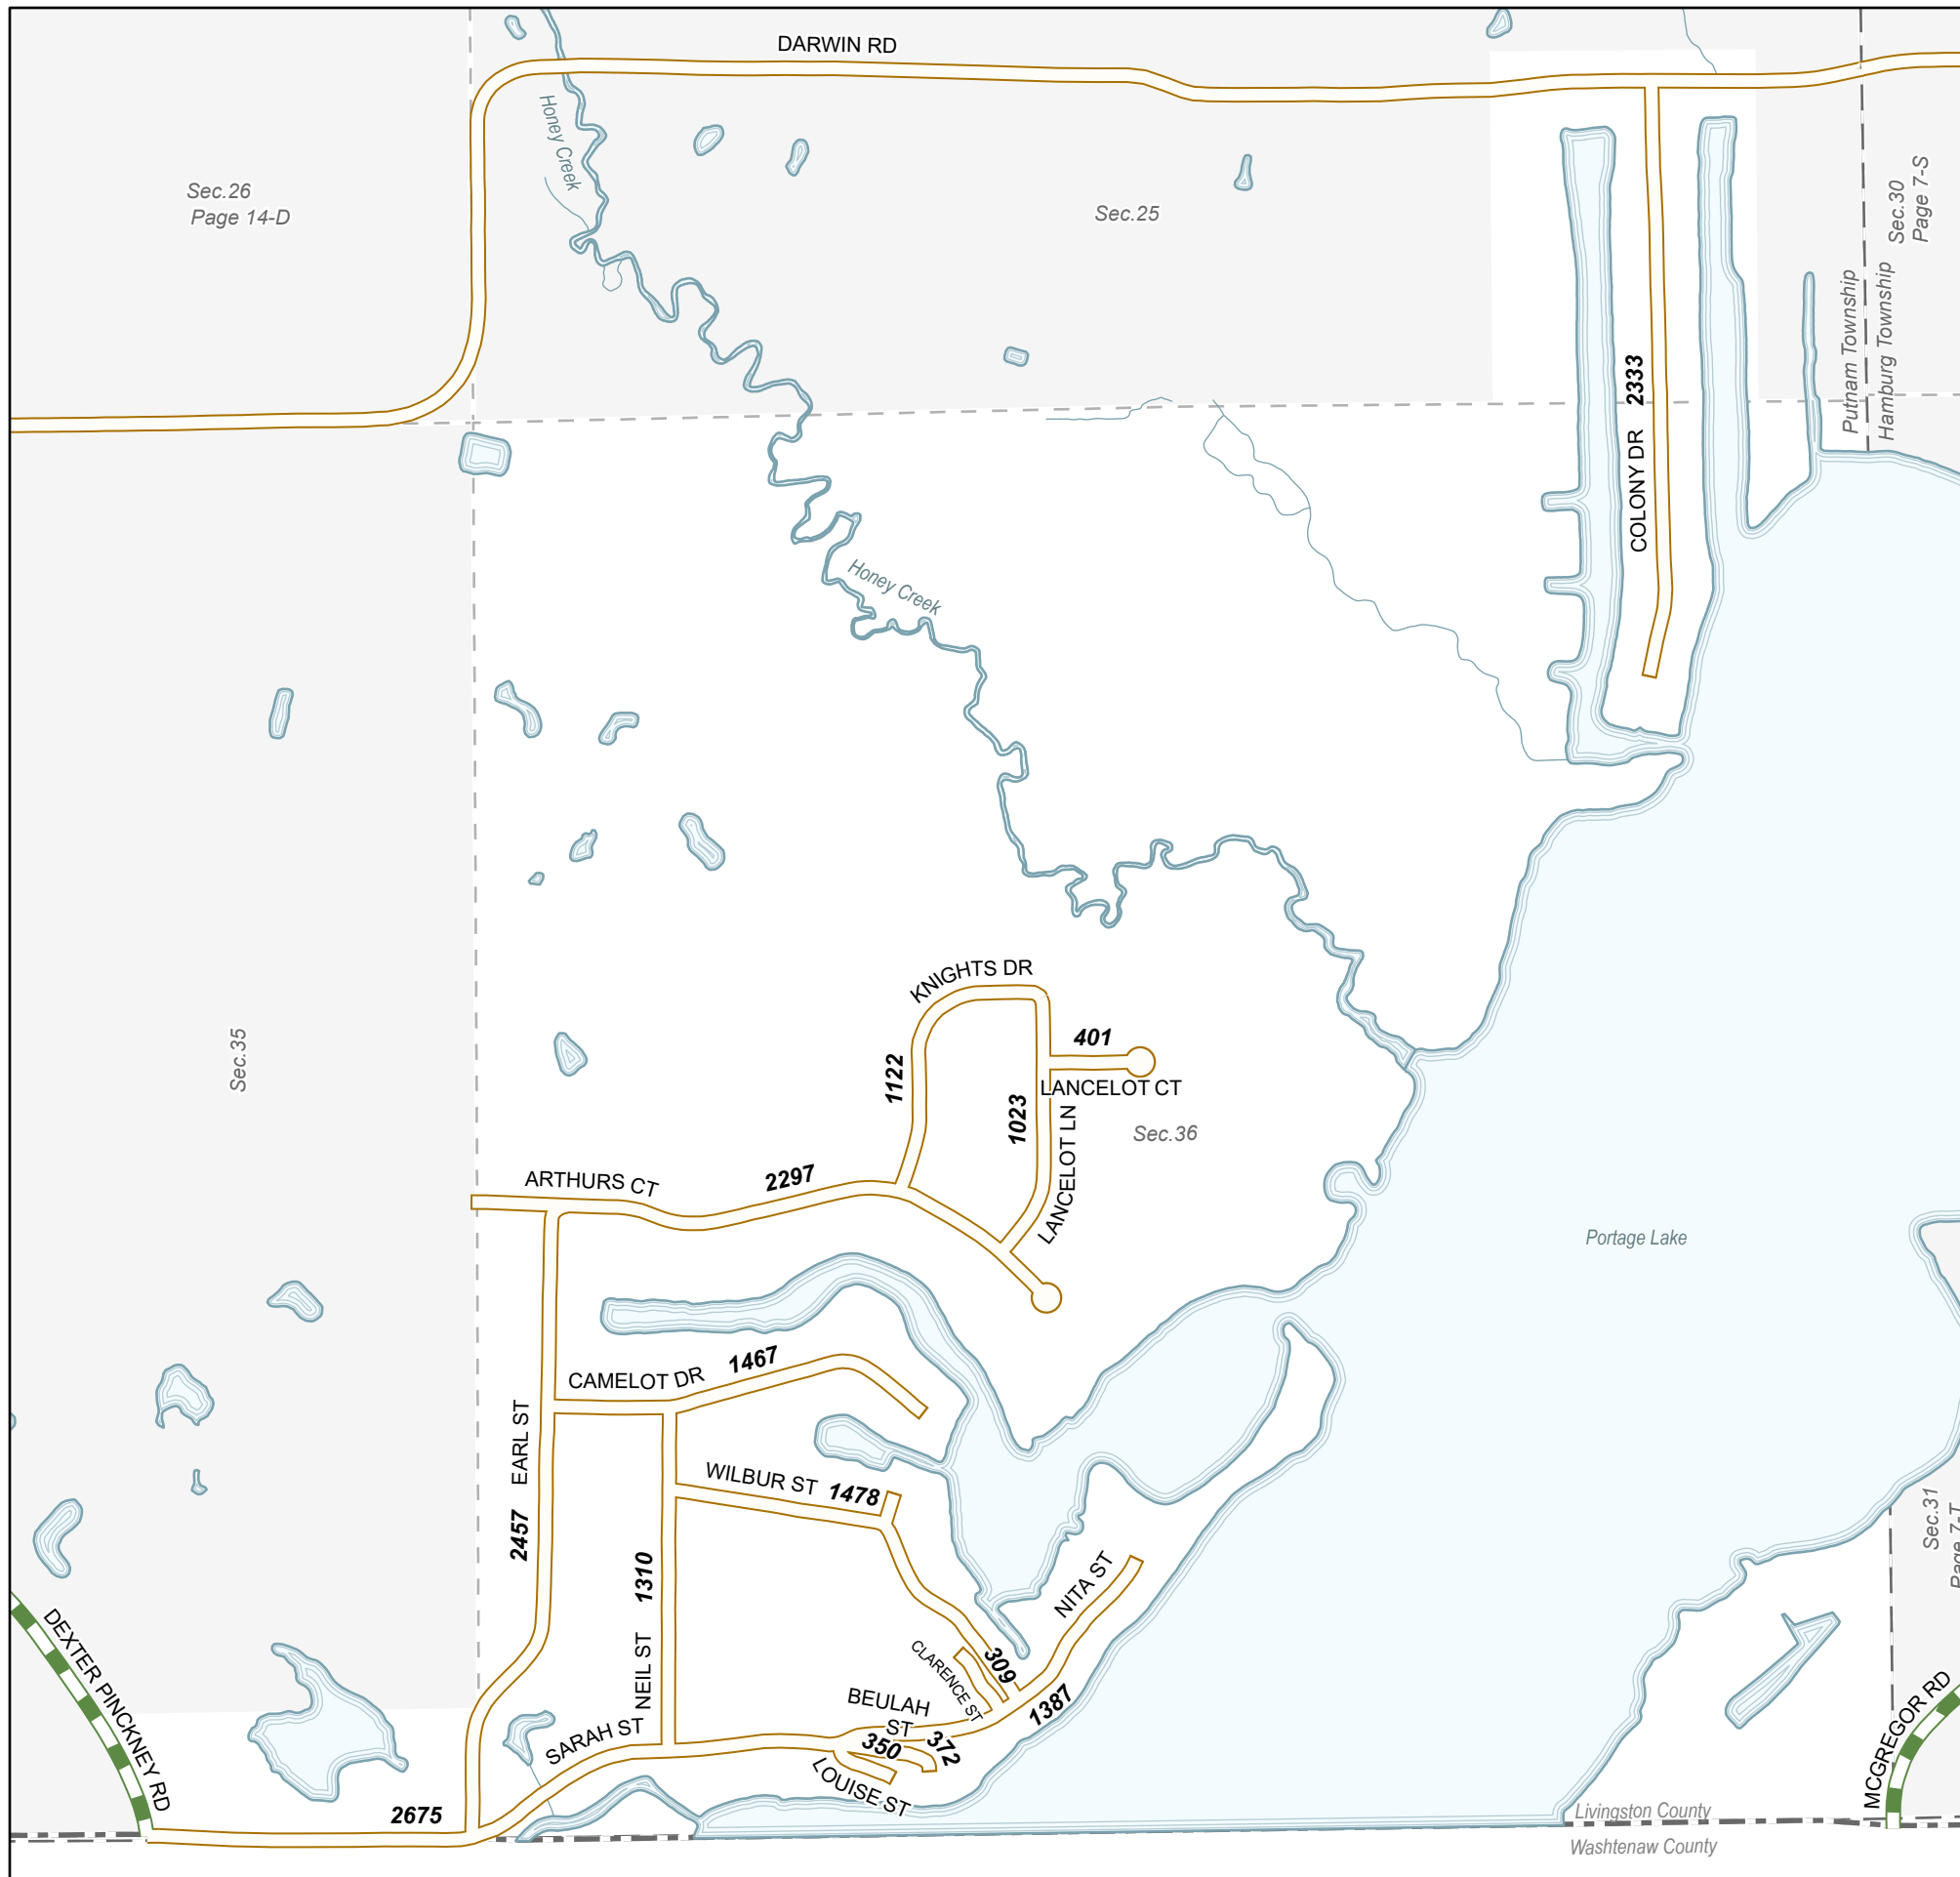 DARWIN RD
Honey Creek
Sec.26
Page 14-D
Sec.25
Sec.30
Page 7-S
Putnam Township
Hamburg Township
2333
COLONY DR
Honey Creek
KNIGHTS DR
401
LANCELOT CT
1122
1023
LANCELOT LN
Sec.36
Sec.35
ARTHURS CT
2297
Portage Lake
CAMELOT DR
1467
EARL ST
2457
WILBUR ST
1478
1310
NEIL ST
NITA ST
309
CLARENCE ST
1387
BEULAH
ST
350
372
LOUISE ST
SARAH ST
DEXTER PINCKNEY RD
2675
Sec.31
Page 7-T
MCGREGOR RD
Livingston County
Washtenaw County